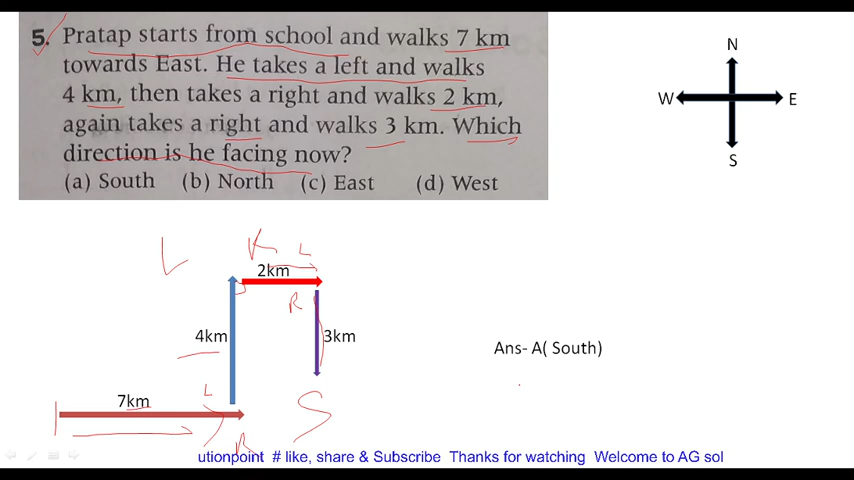 5. Pratap starts from school and walks 7 km
towards East. He takes a left and walks
4 km, then takes a right and walks 2 km,
again takes a right and walks 3 km. Which
direction is he facing now?
(a) South (b) North (c) East (d) West
N
W E
S
L
L
2km
R
4km
3km
Ans- A( South)
L
7km
S
R
utionpoint # like, share & Subscribe Thanks for watching Welcome to AG sol